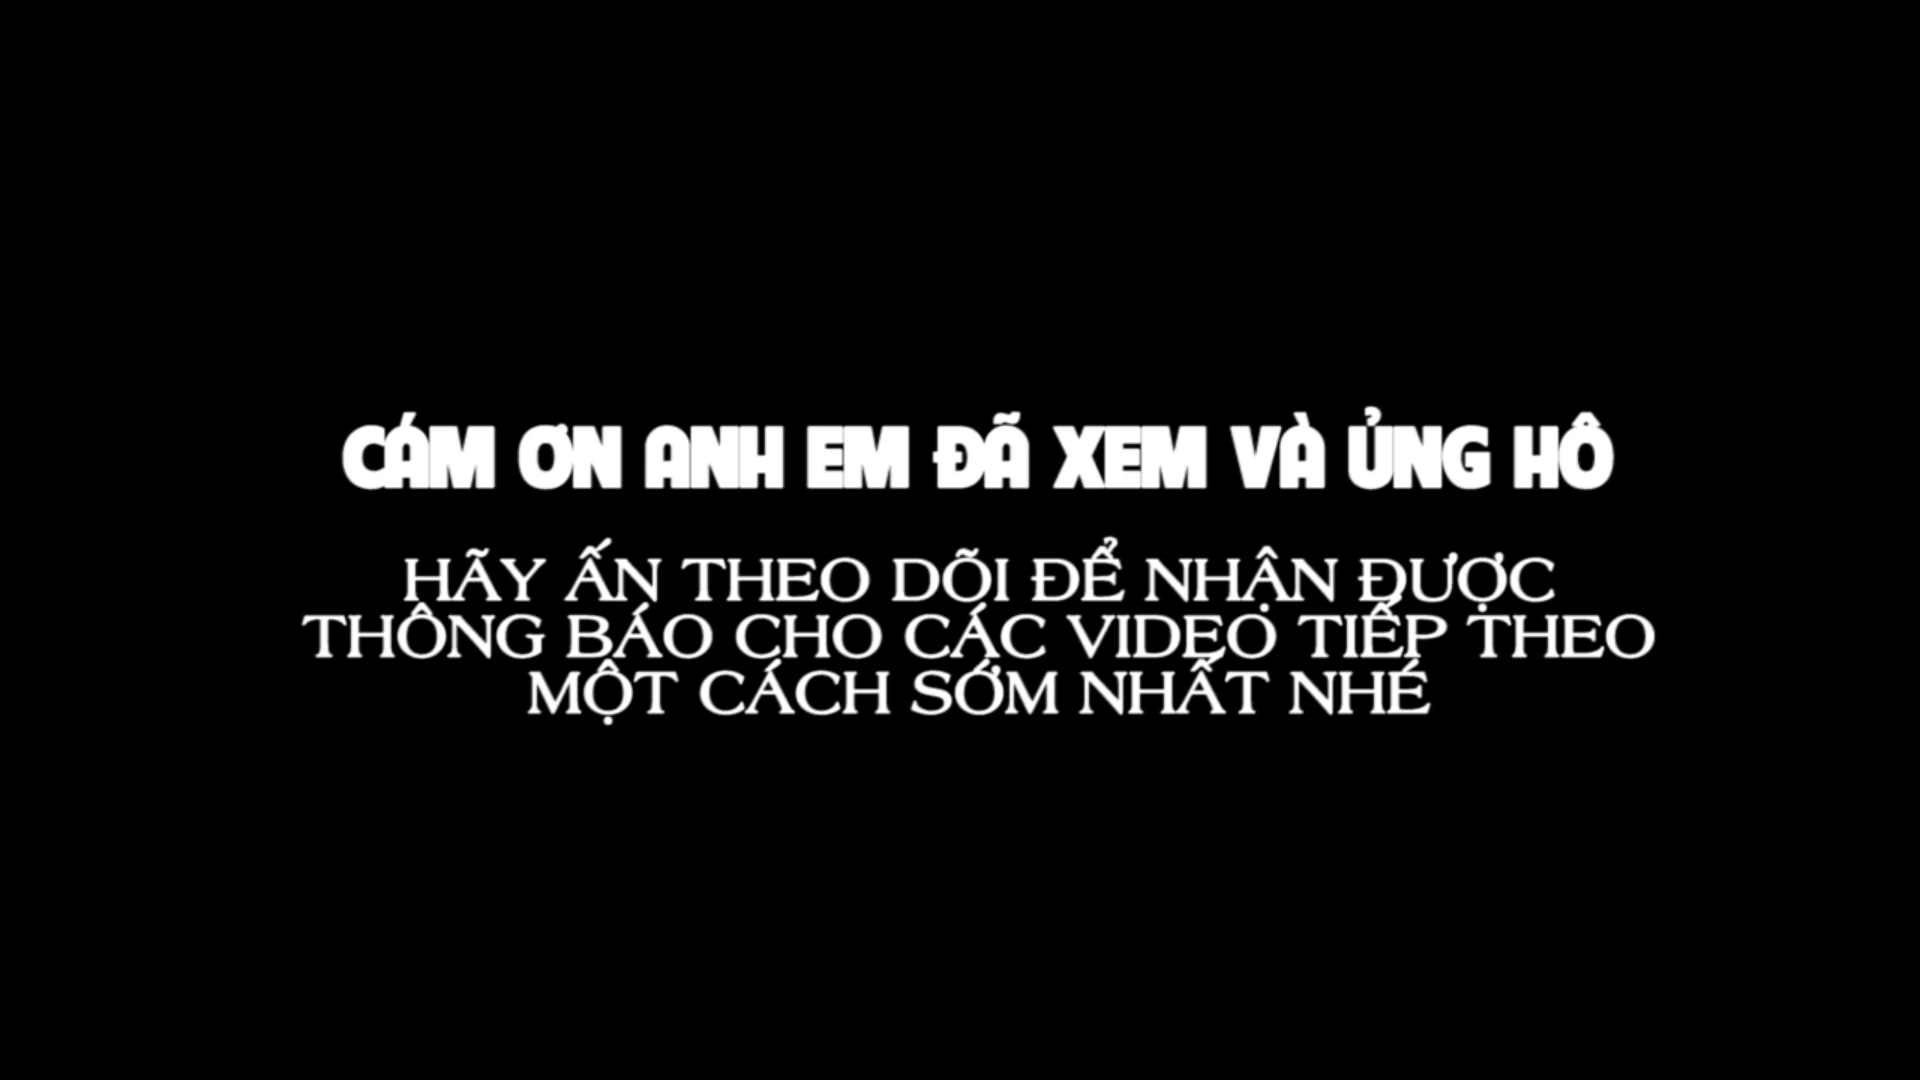 CÁM ƠN ANH EM ĐÃ XEM VÀ ỦNG HÔ
HÃY ẤN THEO DÕI ĐỂ NHẬN ĐƯỢC
THÔNG BÁO CHO CÁC VIDEO TIẾP THEO
MỘT CÁCH SỚM NHẤT NHÉ